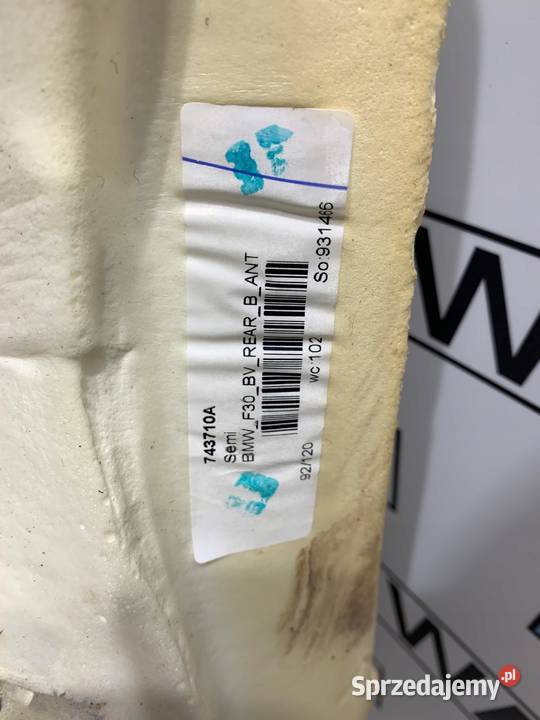 743710A
Semi
BMW_F30_BV_REAR_B_ANT
92/120
wc:102
So:931466
W
W
W
Sprzedajemy.pl